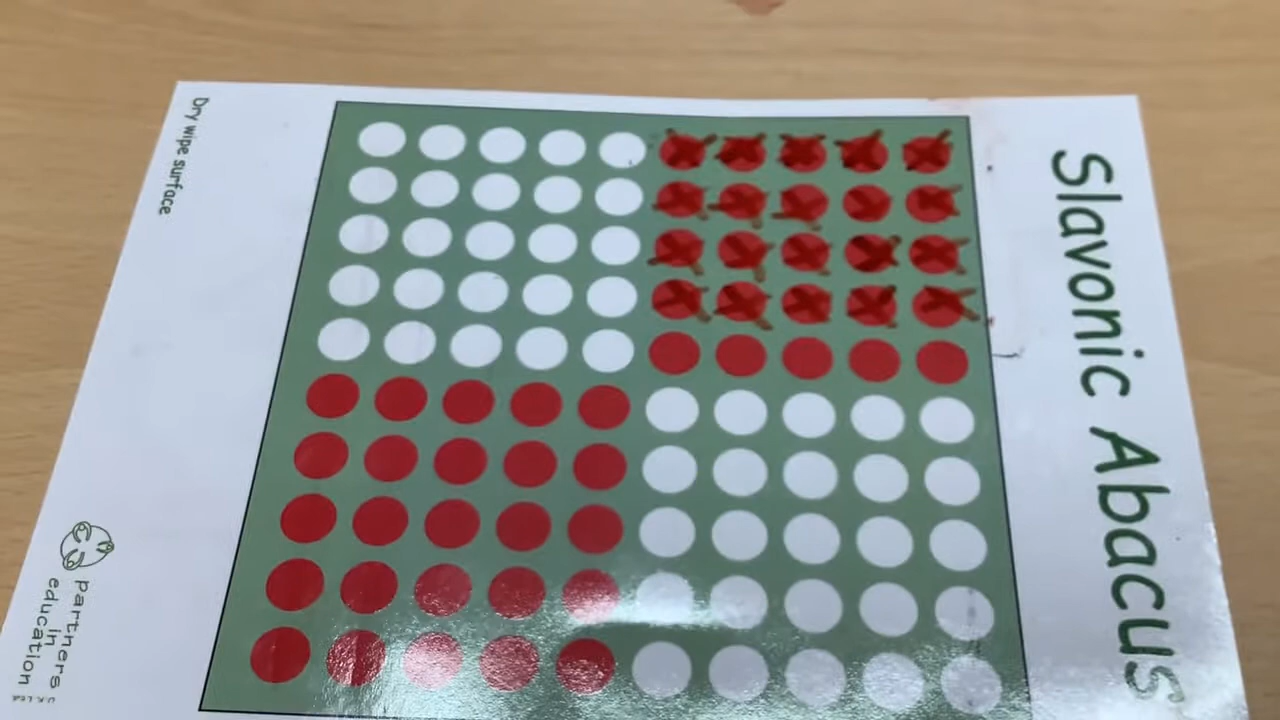 Slavonic Abacus
Dry wipe surface
partners
in
education